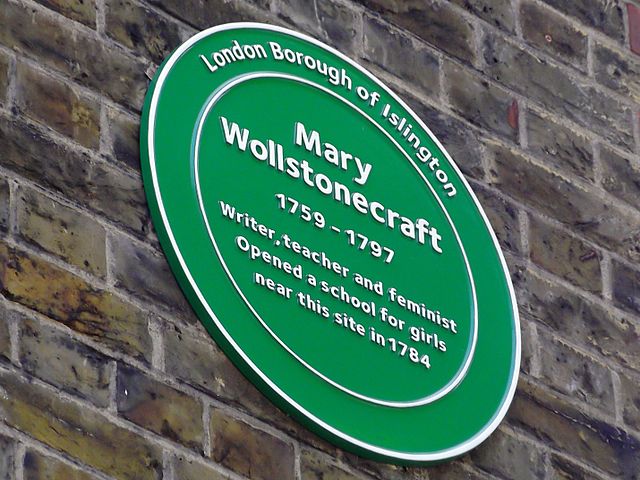 London Borough of Islington
Mary
Wollstonecraft
1759 - 1797
Writer, teacher and feminist
Opened a school for girls
near this site in 1784